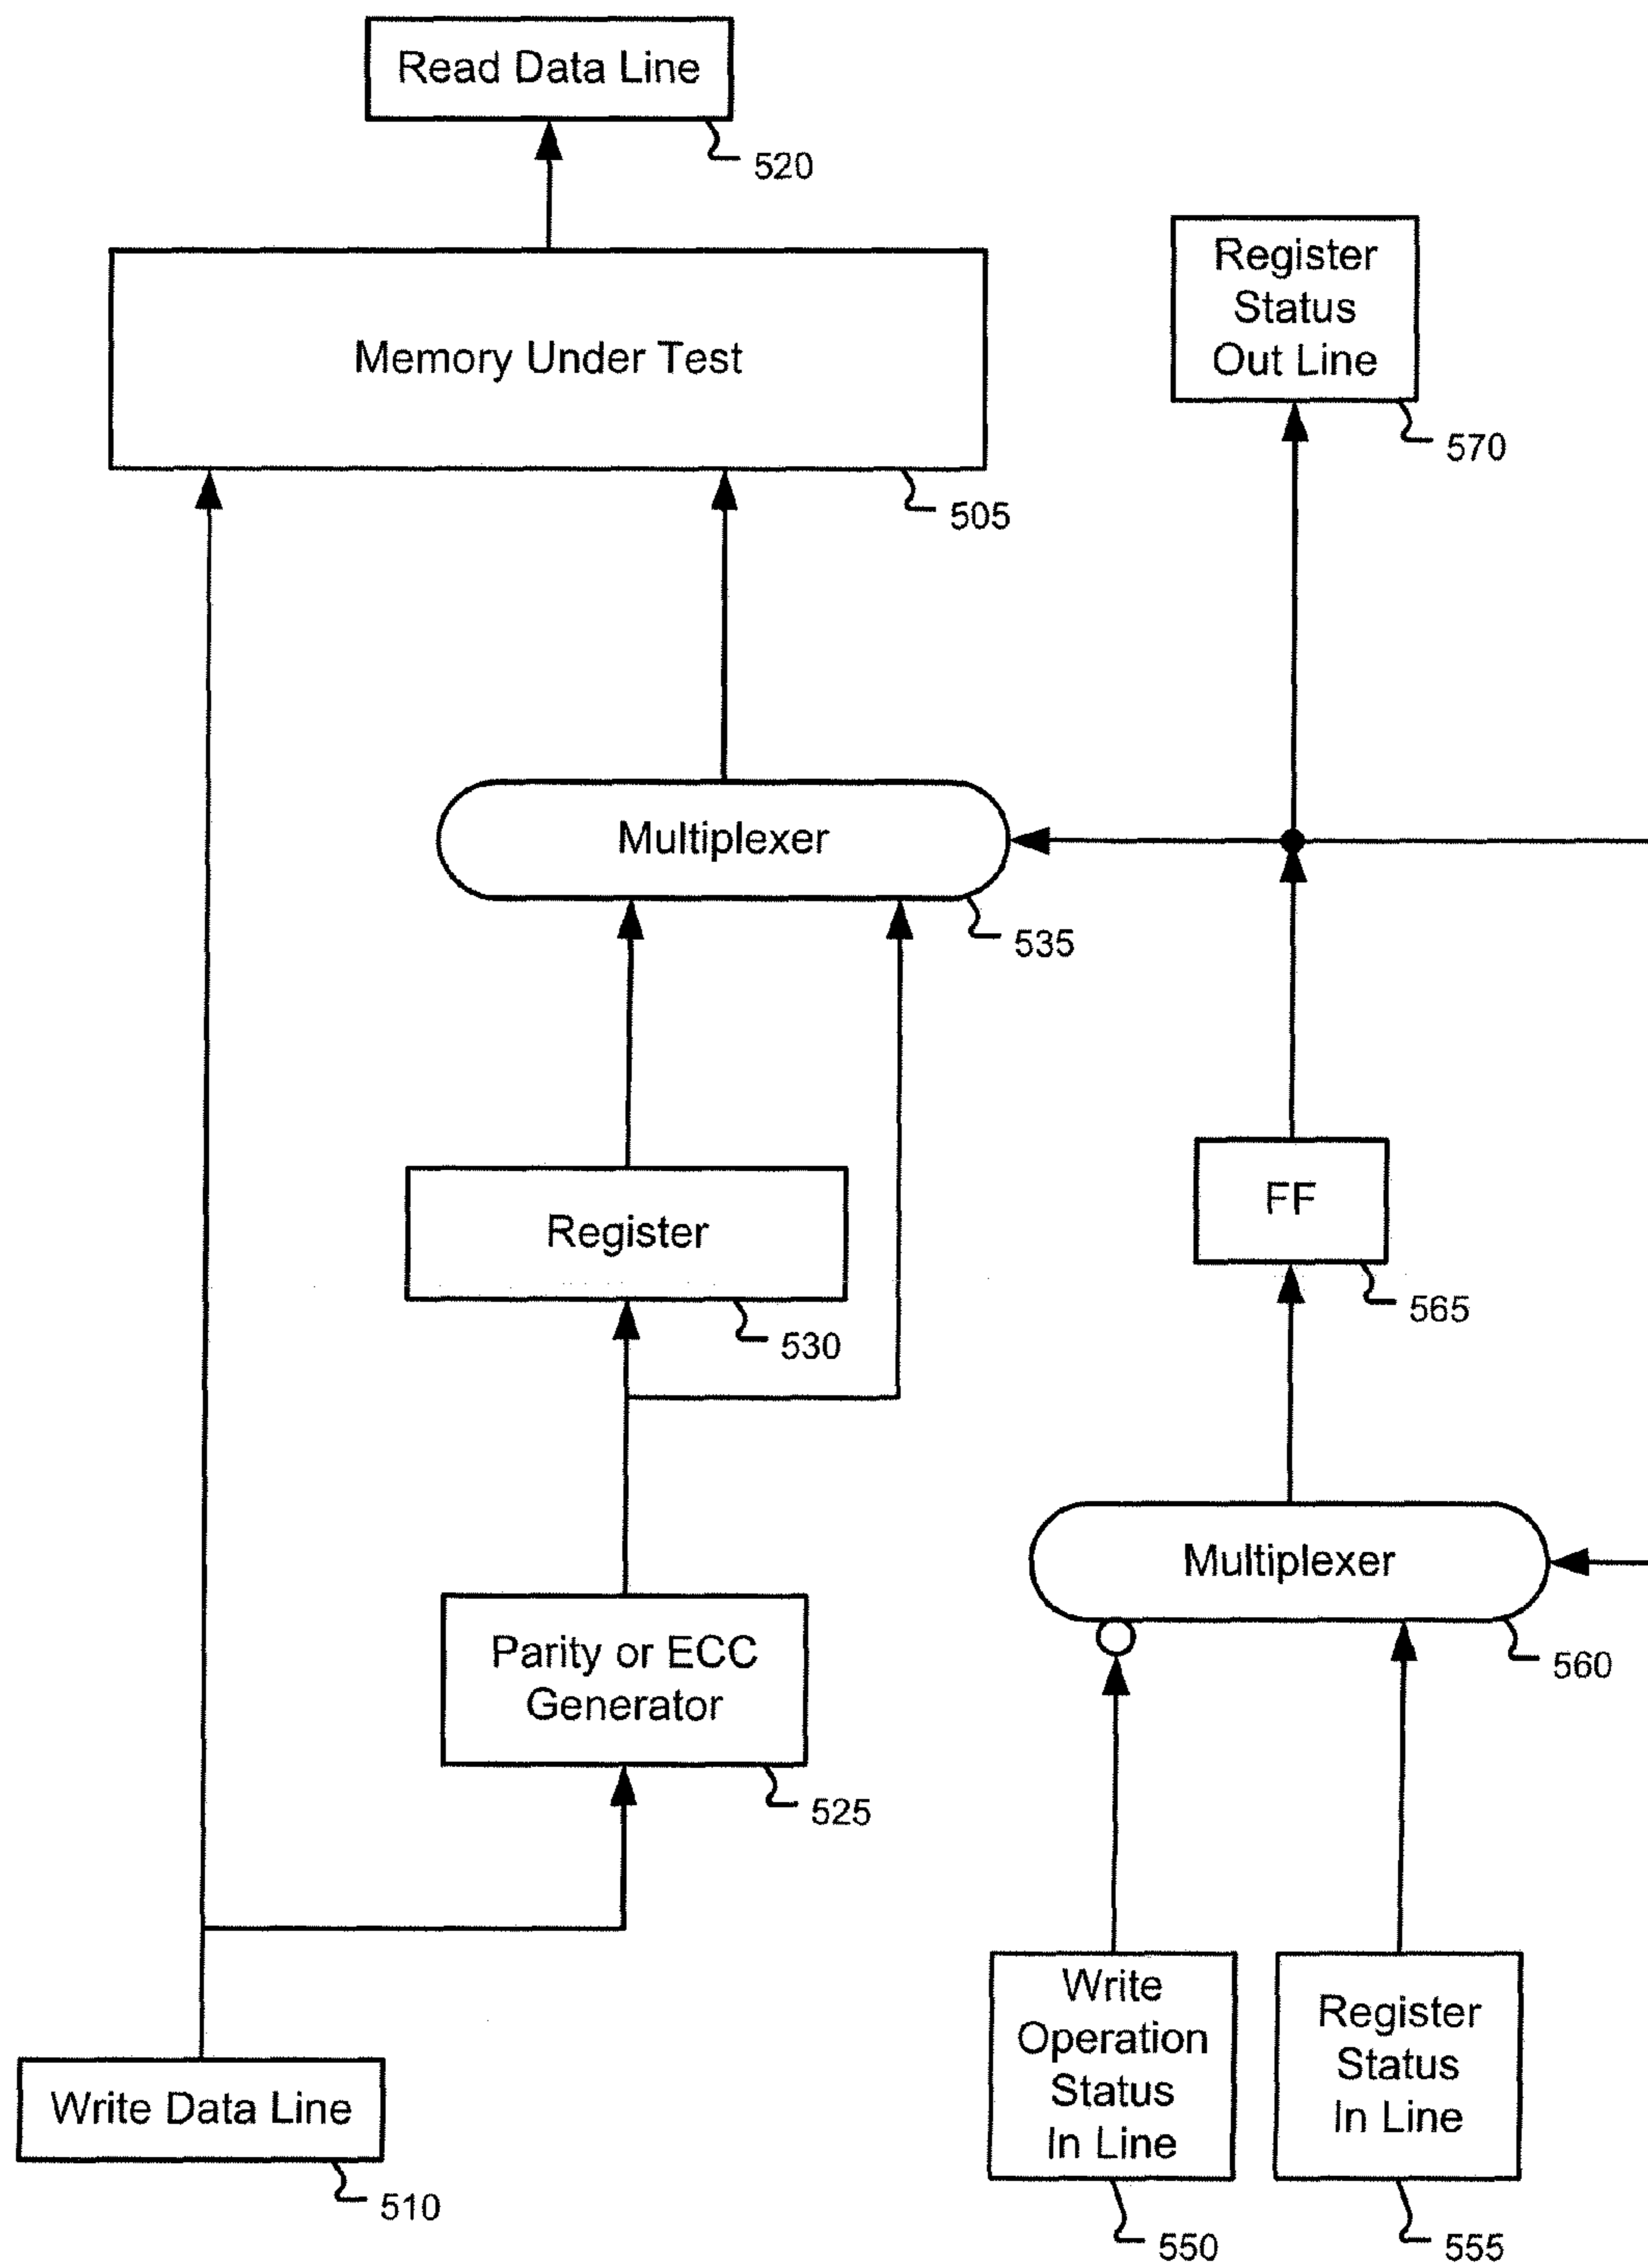 Read Data Line
520
Register
Status
Out Line
570
Memory Under Test
505
Multiplexer
535
FF
565
Register
530
Multiplexer
560
Parity or ECC
Generator
525
Write
Operation
Status
In Line
550
Register
Status
In Line
555
Write Data Line
510